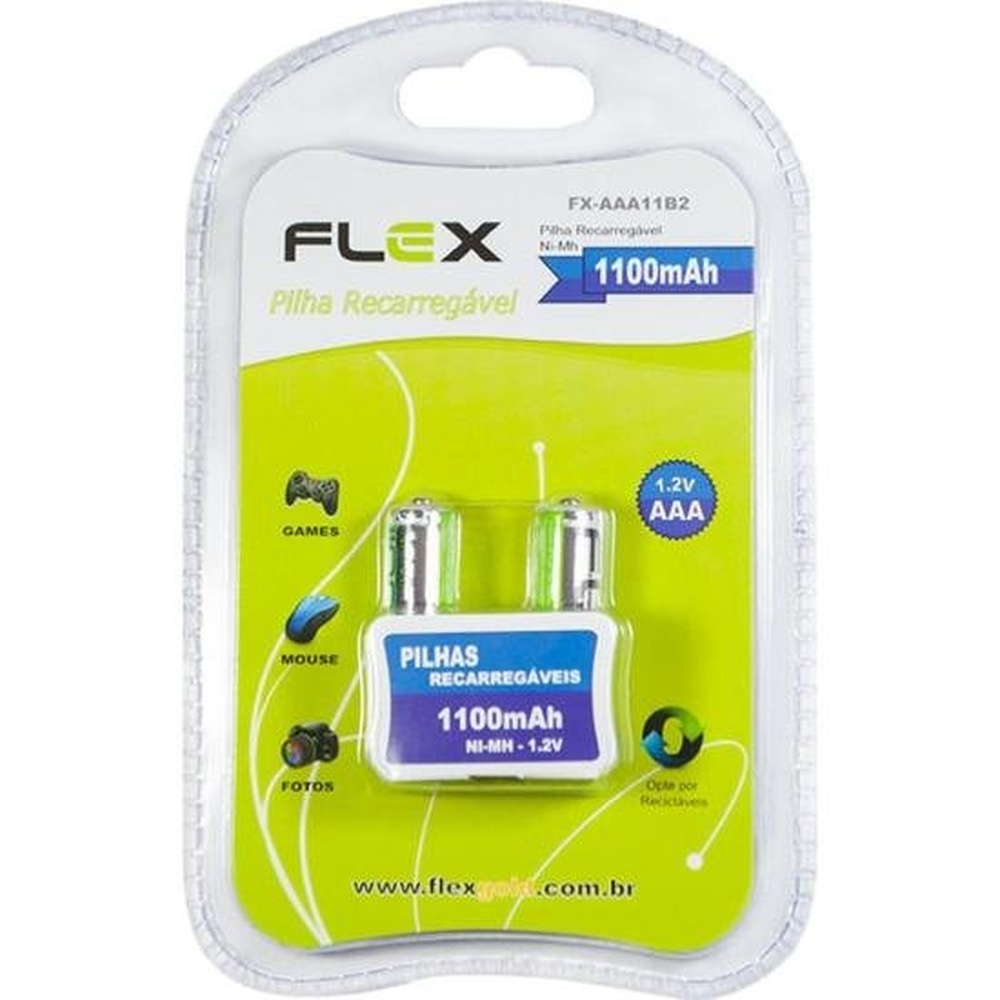 FX-AAA11B2
FLEX
Pilha Recarregável
Ni-Mh
1100mAh
Pilha Recarregável
1.2V
AAA
GAMES
MOUSE
FOTOS
PILHAS
RECARREGÁVEIS
1100mAh
NI-MH - 1.2V
Opte por
Recicláveis
www.flexgold.com.br